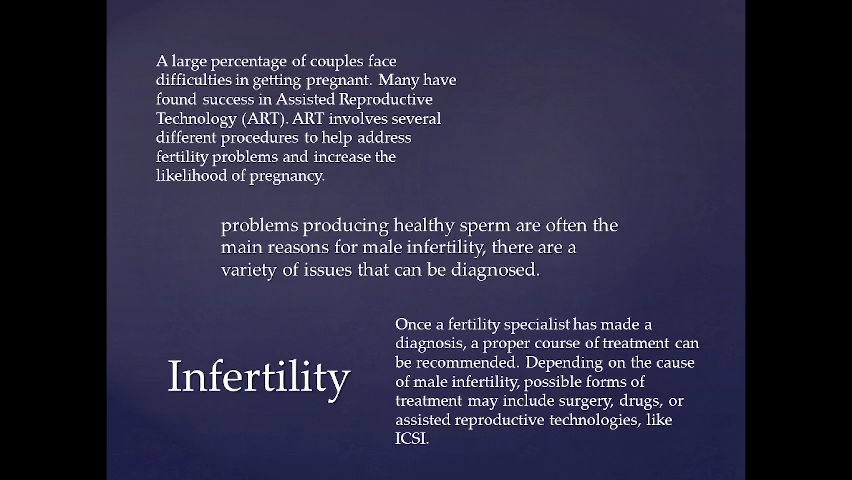 A large percentage of couples face
difficulties in getting pregnant. Many have
found success in Assisted Reproductive
Technology (ART). ART involves several
different procedures to help address
fertility problems and increase the
likelihood of pregnancy.
problems producing healthy sperm are often the
main reasons for male infertility, there are a
variety of issues that can be diagnosed.
Infertility
Once a fertility specialist has made a
diagnosis, a proper course of treatment can
be recommended. Depending on the cause
of male infertility, possible forms of
treatment may include surgery, drugs, or
assisted reproductive technologies, like
ICSI.